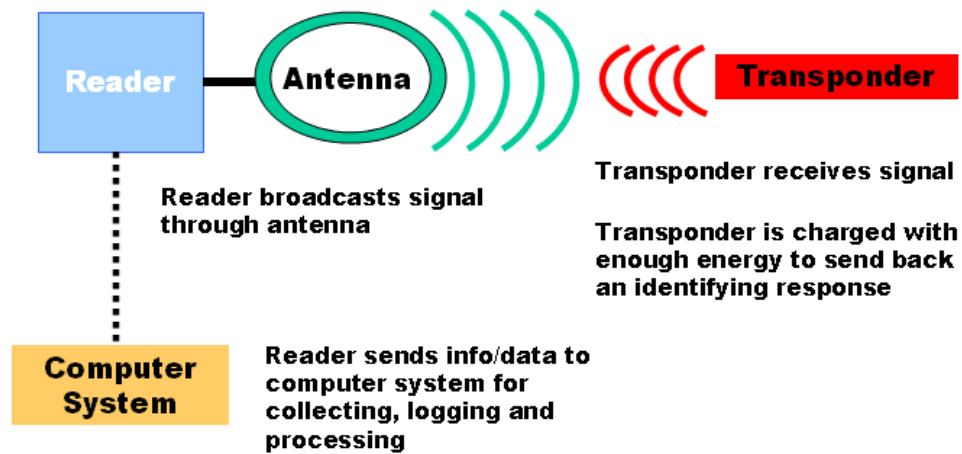 Reader
Antenna
Transponder
Reader broadcasts signal
through antenna
Transponder receives signal
Transponder is charged with
enough energy to send back
an identifying response
Computer
System
Reader sends info/data to
computer system for
collecting, logging and
processing